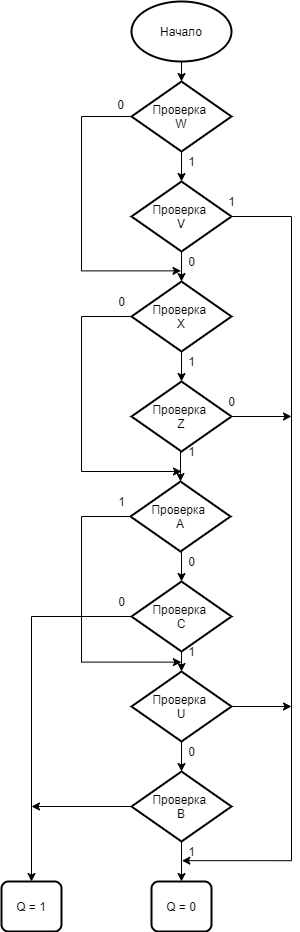 Начало
0
Проверка
W
1
Проверка
V
1
0
0
Проверка
X
1
Проверка
Z
0
1
1
Проверка
A
0
0
Проверка
C
1
Проверка
U
0
Проверка
B
1
Q = 1
Q = 0